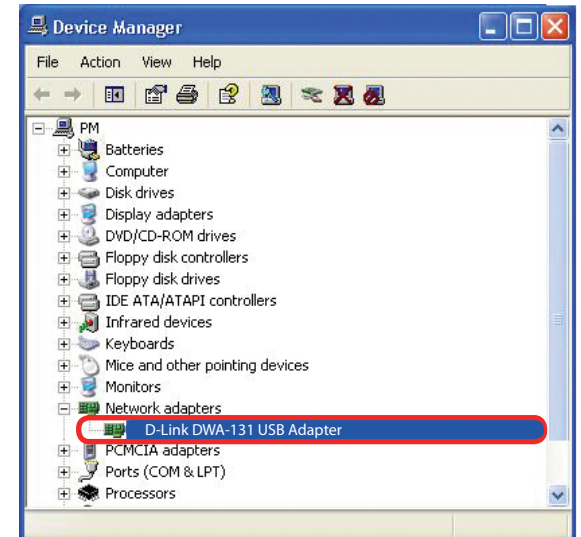 Device Manager
File Action View Help
PM
Batteries
Computer
Disk drives
Display adapters
DVD/CD-ROM drives
Floppy disk controllers
Floppy disk drives
IDE ATA/ATAPI controllers
Infrared devices
Keyboards
Mice and other pointing devices
Monitors
Network adapters
D-Link DWA-131 USB Adapter
PCMCIA adapters
Ports (COM & LPT)
Processors